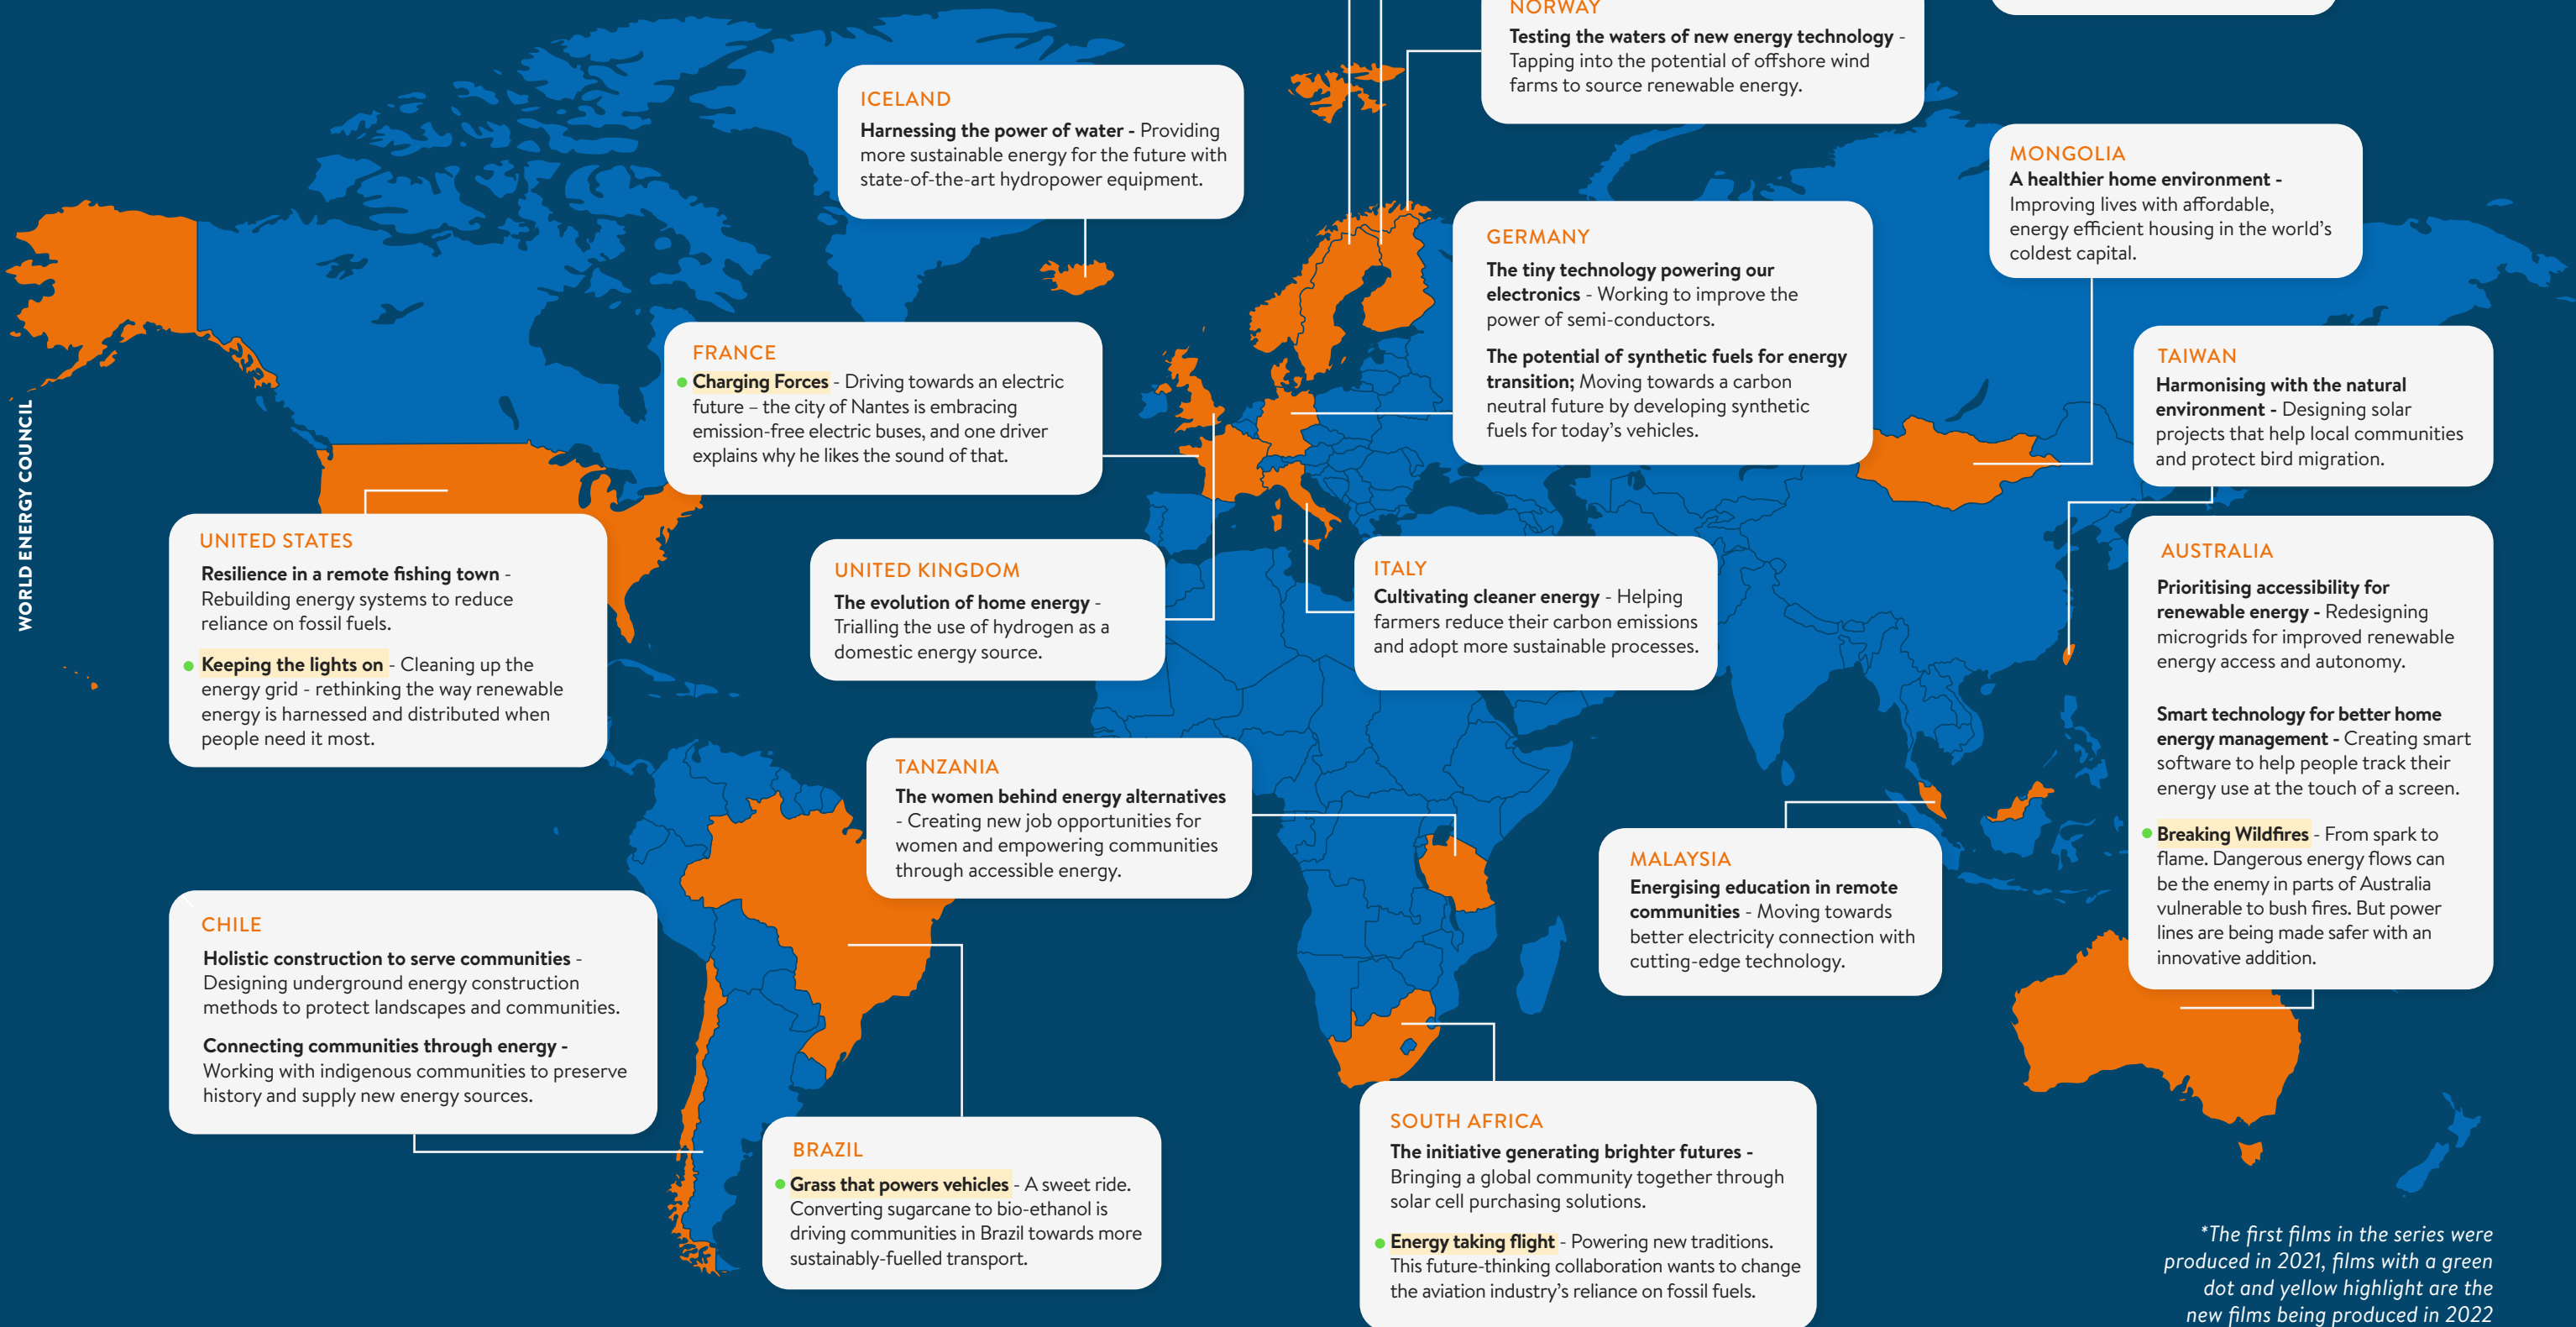 NORWAY
Testing the waters of new energy technology -
Tapping into the potential of offshore wind
farms to source renewable energy.
ICELAND
Harnessing the power of water - Providing
more sustainable energy for the future with
state-of-the-art hydropower equipment.
MONGOLIA
A healthier home environment -
Improving lives with affordable,
energy efficient housing in the world's
coldest capital.
GERMANY
The tiny technology powering our
electronics - Working to improve the
power of semi-conductors.
The potential of synthetic fuels for energy
transition; Moving towards a carbon
neutral future by developing synthetic
fuels for today's vehicles.
FRANCE
Charging Forces - Driving towards an electric
future – the city of Nantes is embracing
emission-free electric buses, and one driver
explains why he likes the sound of that.
TAIWAN
Harmonising with the natural
environment - Designing solar
projects that help local communities
and protect bird migration.
WORLD ENERGY COUNCIL
UNITED STATES
Resilience in a remote fishing town -
Rebuilding energy systems to reduce
reliance on fossil fuels.
Keeping the lights on - Cleaning up the
energy grid - rethinking the way renewable
energy is harnessed and distributed when
people need it most.
UNITED KINGDOM
The evolution of home energy -
Trialling the use of hydrogen as a
domestic energy source.
ITALY
Cultivating cleaner energy - Helping
farmers reduce their carbon emissions
and adopt more sustainable processes.
AUSTRALIA
Prioritising accessibility for
renewable energy - Redesigning
microgrids for improved renewable
energy access and autonomy.
Smart technology for better home
energy management - Creating smart
software to help people track their
energy use at the touch of a screen.
Breaking Wildfires - From spark to
flame. Dangerous energy flows can
be the enemy in parts of Australia
vulnerable to bush fires. But power
lines are being made safer with an
innovative addition.
TANZANIA
The women behind energy alternatives
- Creating new job opportunities for
women and empowering communities
through accessible energy.
MALAYSIA
Energising education in remote
communities - Moving towards
better electricity connection with
cutting-edge technology.
CHILE
Holistic construction to serve communities -
Designing underground energy construction
methods to protect landscapes and communities.
Connecting communities through energy -
Working with indigenous communities to preserve
history and supply new energy sources.
BRAZIL
Grass that powers vehicles - A sweet ride.
Converting sugarcane to bio-ethanol is
driving communities in Brazil towards more
sustainably-fuelled transport.
SOUTH AFRICA
The initiative generating brighter futures -
Bringing a global community together through
solar cell purchasing solutions.
Energy taking flight - Powering new traditions.
This future-thinking collaboration wants to change
the aviation industry's reliance on fossil fuels.
*The first films in the series were
produced in 2021, films with a green
dot and yellow highlight are the
new films being produced in 2022